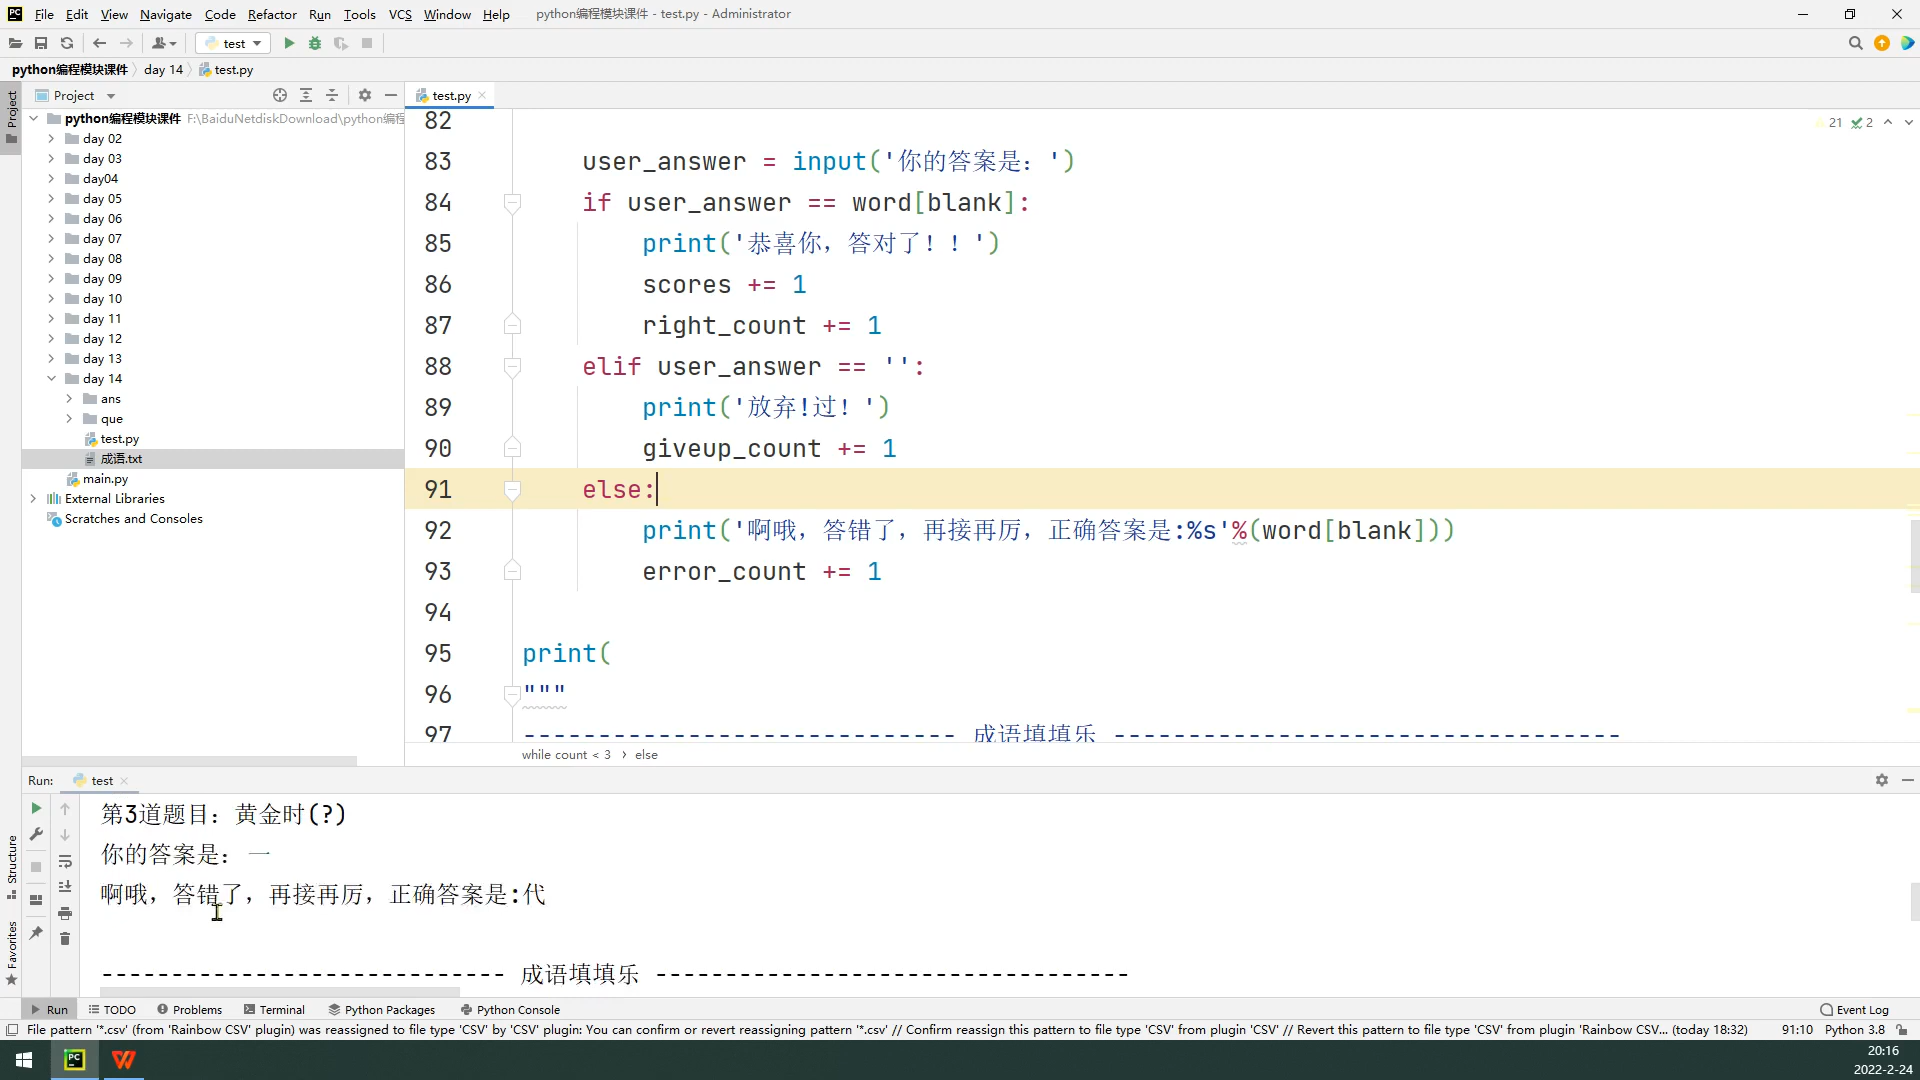 File Edit View Navigate Code Refactor Run Tools VCS Window Help python编程模块课件 - test.py - Administrator
test
python编程模块课件 day 14 test.py
Project
Project
test.py
python编程模块课件 F:\BaiduNetdiskDownload\python编程
day 02
day 03
day04
day 05
day 06
day 07
day 08
day 09
day 10
day 11
day 12
day 13
day 14
ans
que
test.py
成语.txt
main.py
External Libraries
Scratches and Consoles
21 2
82
83 user_answer = input('你的答案是：')
84 if user_answer == word[blank]:
85 print('恭喜你，答对了！！')
86 scores += 1
87 right_count += 1
88 elif user_answer == '':
89 print('放弃!过！')
90 giveup_count += 1
91 else:
92 print('啊哦，答错了，再接再厉，正确答案是:%s'%(word[blank]))
93 error_count += 1
94
95 print(
96 """
97 ----------------------------- 成语填填乐 ----------------------------------
while count < 3 › else
Run: test
第3道题目：黄金时(?)
你的答案是：一
啊哦，答错了，再接再厉，正确答案是:代
----------------------------- 成语填填乐 ----------------------------------
Structure
Favorites
Run TODO Problems Terminal Python Packages Python Console Event Log
File pattern '*.csv' (from 'Rainbow CSV' plugin) was reassigned to file type 'CSV' by 'CSV' plugin: You can confirm or revert reassigning pattern '*.csv' // Confirm reassign this pattern to file type 'CSV' from plugin 'CSV' // Revert this pattern to file type 'CSV' from plugin 'Rainbow CSV... (today 18:32) 91:10 Python 3.8
20:16
2022-2-24